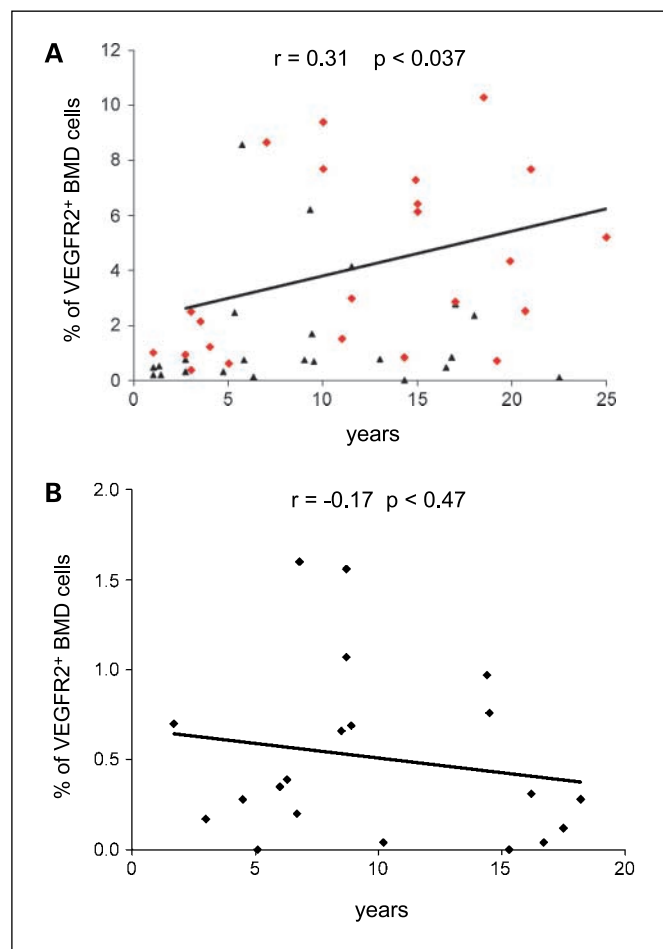 A
r = 0.31 p < 0.037
12
10
8
6
4
2
0
% of VEGFR2+ BMD cells
0 5 10 15 20 25
years
B
r = -0.17 p < 0.47
2.0
1.5
1.0
0.5
0.0
% of VEGFR2+ BMD cells
0 5 10 15 20
years